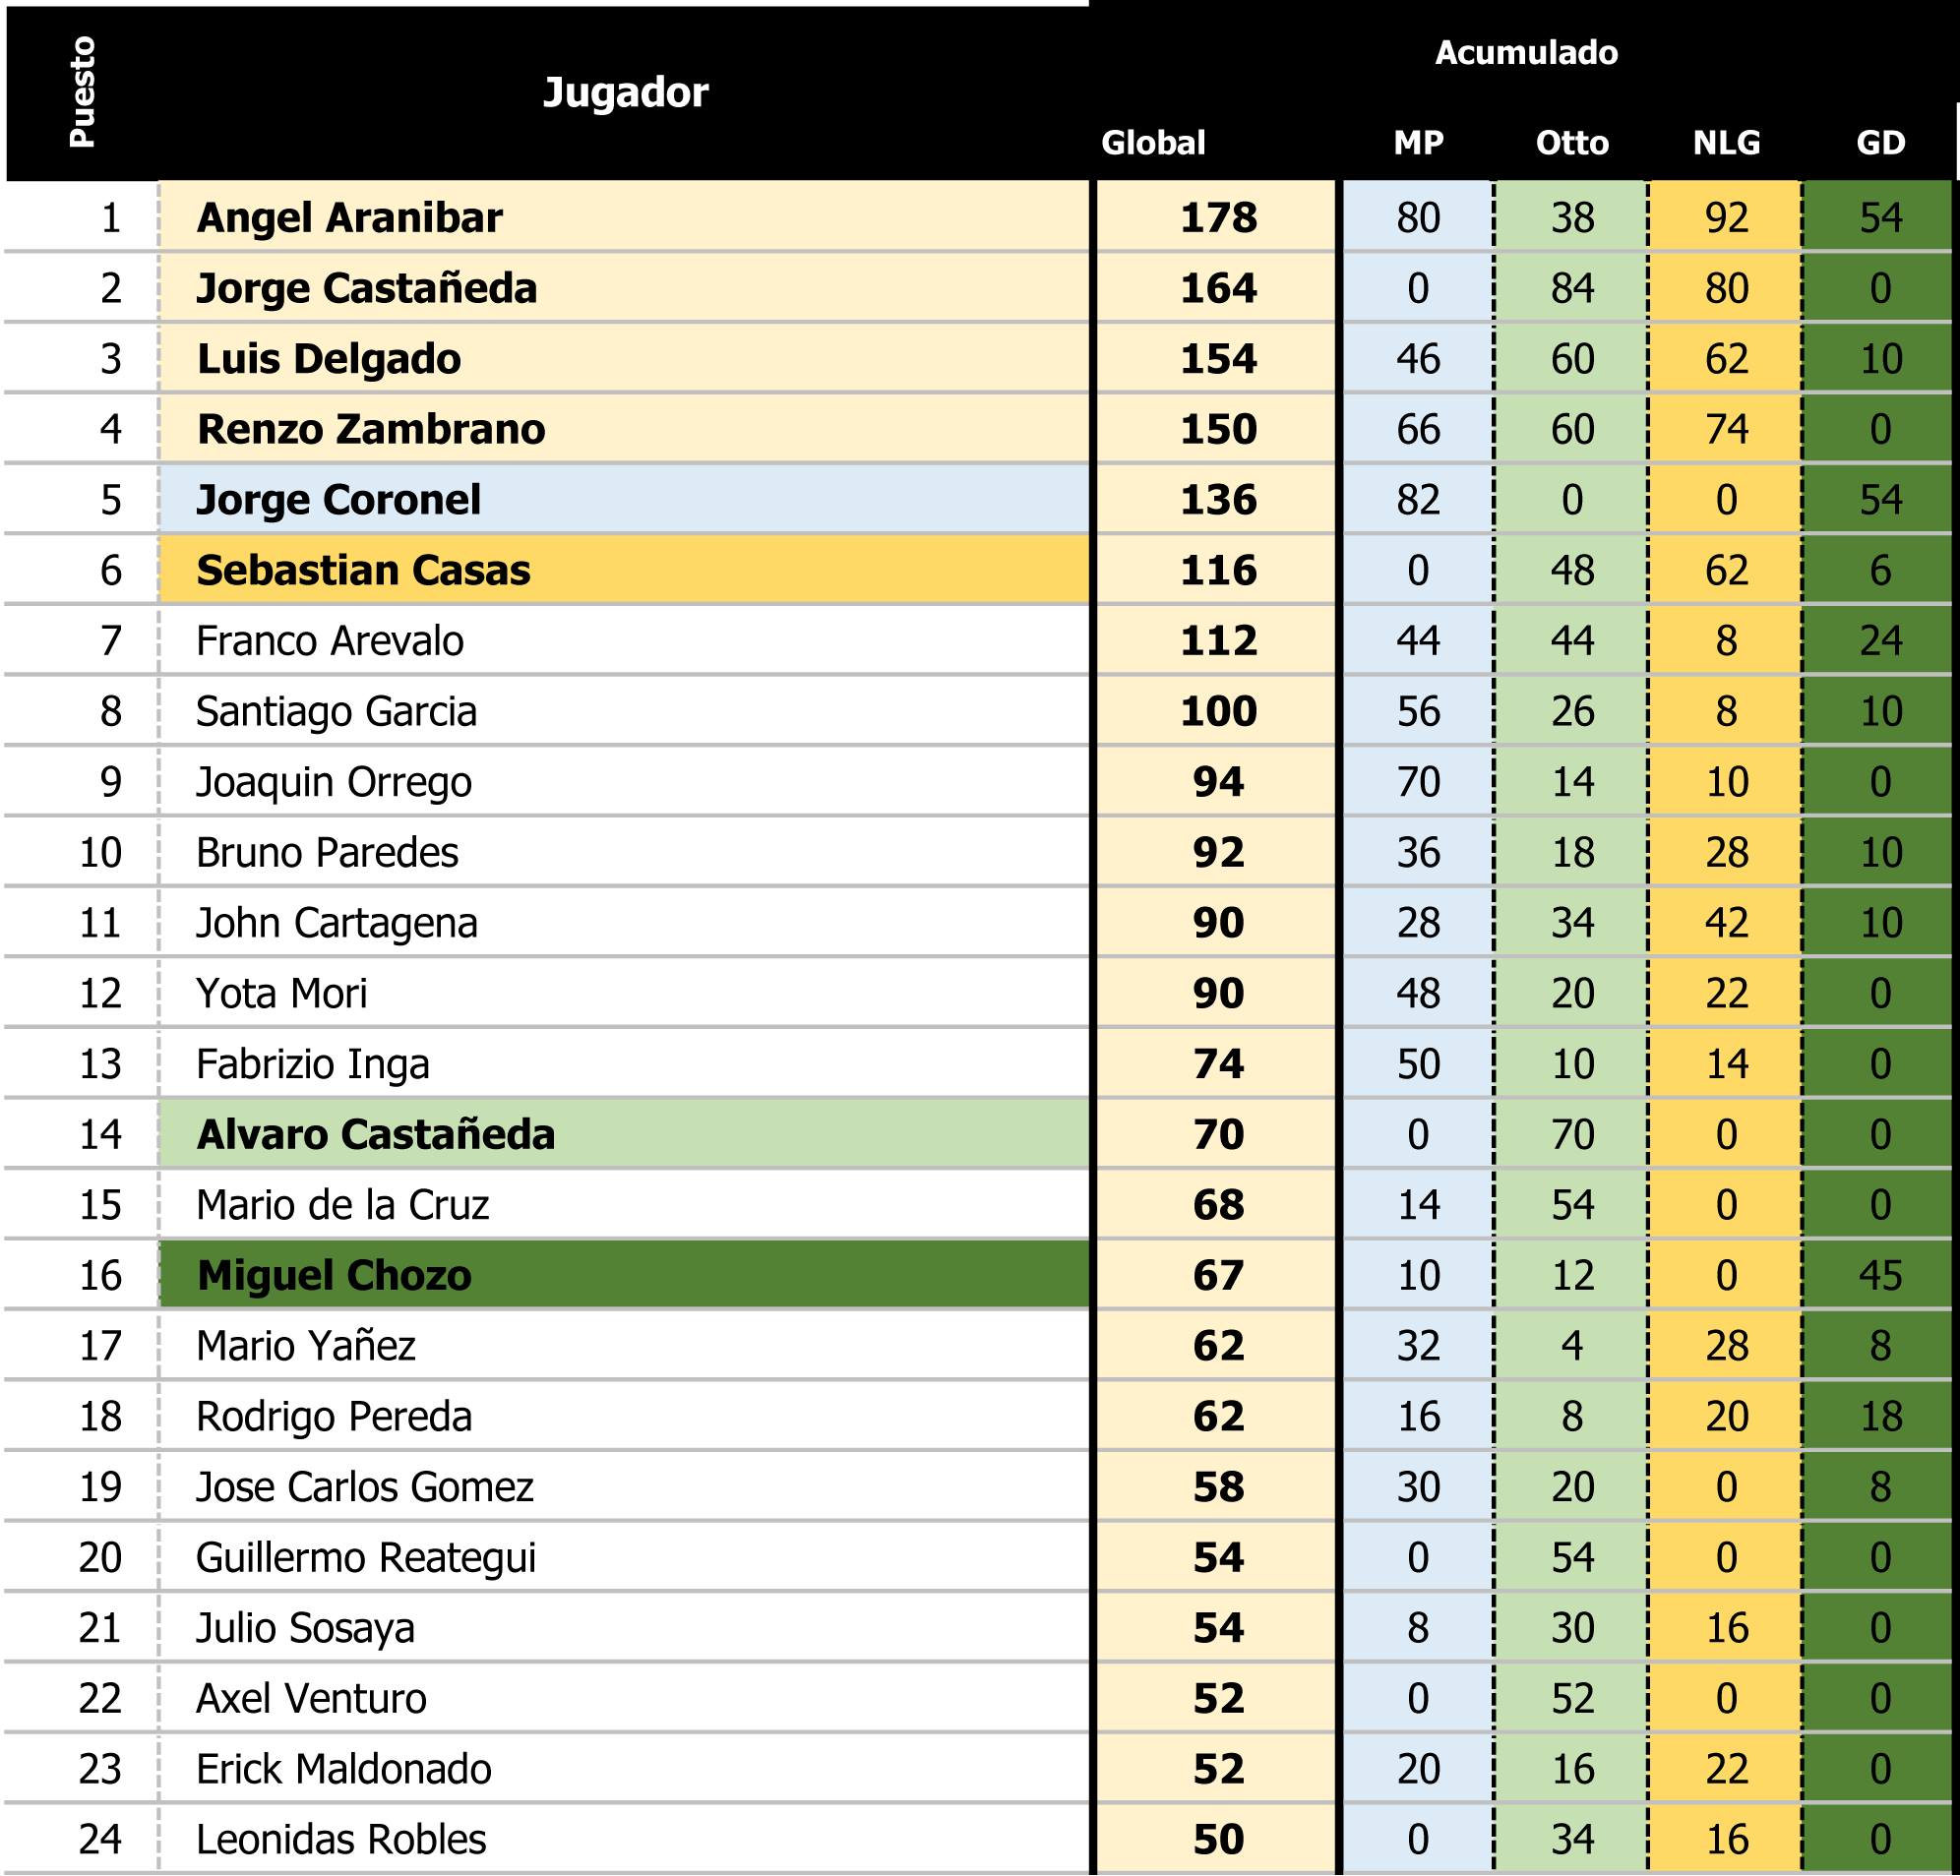 Puesto Jugador Acumulado
Global MP Otto NLG GD
1 Angel Aranibar 178 80 38 92 54
2 Jorge Castañeda 164 0 84 80 0
3 Luis Delgado 154 46 60 62 10
4 Renzo Zambrano 150 66 60 74 0
5 Jorge Coronel 136 82 0 0 54
6 Sebastian Casas 116 0 48 62 6
7 Franco Arevalo 112 44 44 8 24
8 Santiago Garcia 100 56 26 8 10
9 Joaquin Orrego 94 70 14 10 0
10 Bruno Paredes 92 36 18 28 10
11 John Cartagena 90 28 34 42 10
12 Yota Mori 90 48 20 22 0
13 Fabrizio Inga 74 50 10 14 0
14 Alvaro Castañeda 70 0 70 0 0
15 Mario de la Cruz 68 14 54 0 0
16 Miguel Chozo 67 10 12 0 45
17 Mario Yañez 62 32 4 28 8
18 Rodrigo Pereda 62 16 8 20 18
19 Jose Carlos Gomez 58 30 20 0 8
20 Guillermo Reategui 54 0 54 0 0
21 Julio Sosaya 54 8 30 16 0
22 Axel Venturo 52 0 52 0 0
23 Erick Maldonado 52 20 16 22 0
24 Leonidas Robles 50 0 34 16 0